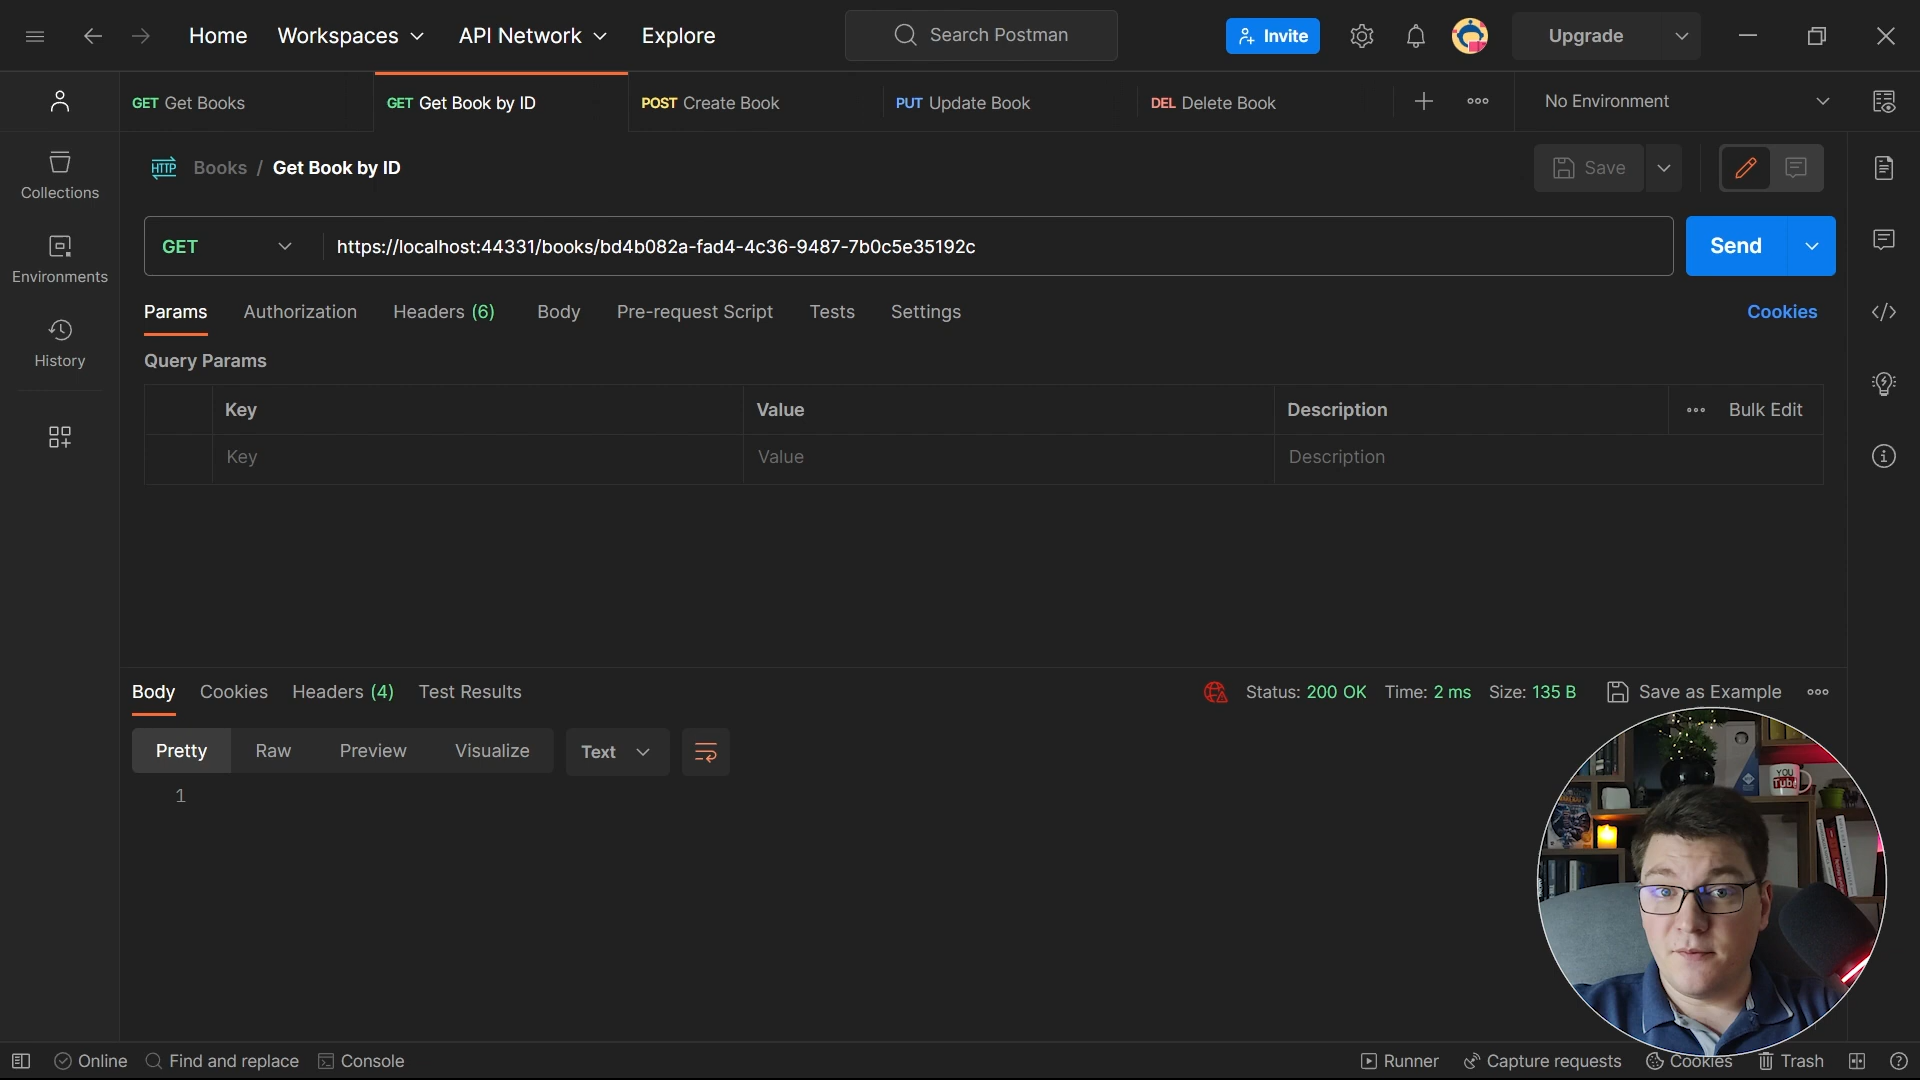 Home Workspaces API Network Explore Search Postman Invite Upgrade
GET Get Books GET Get Book by ID POST Create Book PUT Update Book DEL Delete Book No Environment
HTTP Books / Get Book by ID Save
Collections
Environments
History
GET https://localhost:44331/books/bd4b082a-fad4-4c36-9487-7b0c5e35192c Send
Params Authorization Headers (6) Body Pre-request Script Tests Settings Cookies
Query Params
Key Value Description Bulk Edit
Key Value Description
Body Cookies Headers (4) Test Results Status: 200 OK Time: 2 ms Size: 135 B Save as Example
Pretty Raw Preview Visualize Text
1
YOU
Tube
Online Find and replace Console Runner Capture requests Cookies Trash